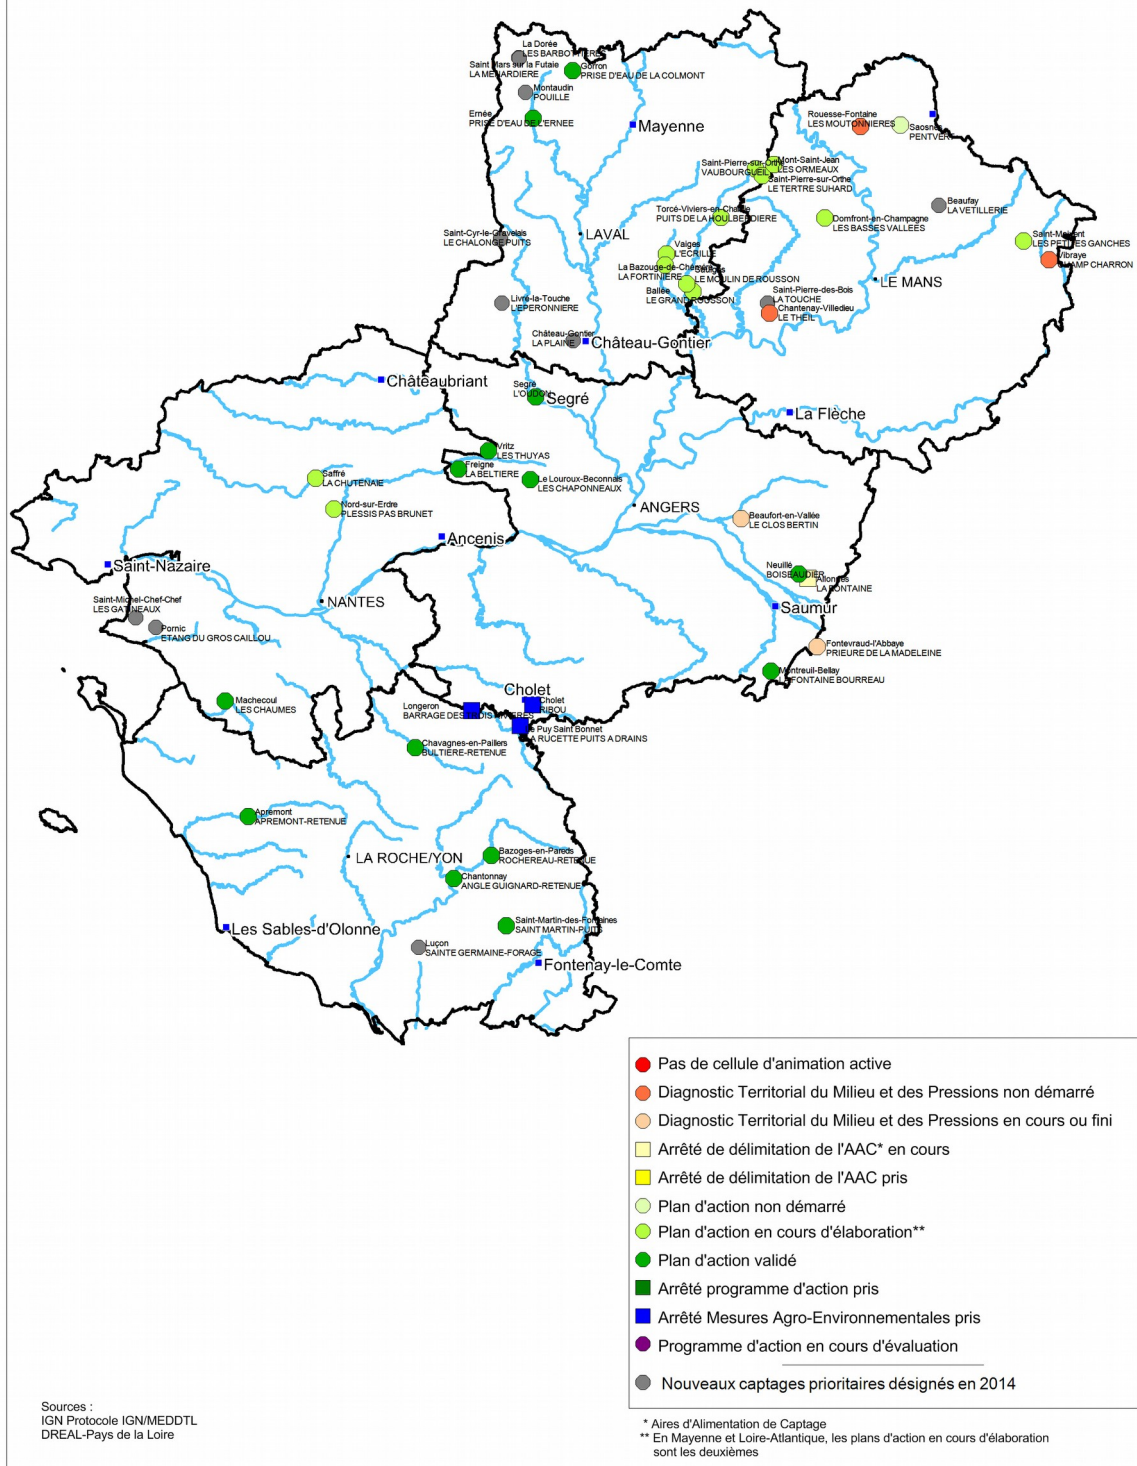 La Dorée
LES BARBOTTIERES
Saint Mars sur la Futaie
LA MENARDIERE
Gorron
PRISE D'EAU DE LA COLMONT
Montaudin
POUILLE
Ernée
PRISE D'EAU DE L'ERNEE
Mayenne
Rouesse-Fontaine
LES MOUTONNIERES
Saosnes
PENTVERT
Saint-Pierre-sur-Orthe
VAUBOURGUEIL
Mont-Saint-Jean
LES ORMEAUX
Saint-Pierre-sur-Orthe
LE TERTRE SUHARD
Torcé-Viviers-en-Charnie
PUITS DE LA HOULBERDIERE
Domfront-en-Champagne
LES BASSES VALLEES
Beaufay
LA VETILLERIE
Saint-Cyr-le-Gravelais
LE CHALONGE PUITS
LAVAL
Vaiges
L'ECRILLE
La Bazouge-de-Chémeré
LA FORTINIERE
Saulges
LE MOULIN DE ROUSSON
Ballée
LE GRAND ROUSSON
Saint-Maixent
LES PETITES GANCHES
Vibraye
CHAMP CHARRON
LE MANS
Saint-Pierre-des-Bois
LA TOUCHE
Chantenay-Villedieu
LE THEIL
Livré-la-Touche
L'EPERONNIERE
Château-Gontier
LA PLAINE
Château-Gontier
Châteaubriant
Segré
L'OUDON
Segré
La Flèche
Vritz
LES THUYAS
Freigne
LA BELTIERE
Le Louroux-Beconnais
LES CHAPONNEAUX
Saffré
LA CHUTENAIE
Nord-sur-Erdre
PLESSIS PAS BRUNET
ANGERS
Beaufort-en-Vallée
LE CLOS BERTIN
Ancenis
Saint-Nazaire
Neuillé
BOISEAUDIER
Allonnes
LA FONTAINE
Saint-Michel-Chef-Chef
LES GATINEAUX
Pornic
ETANG DU GROS CAILLOU
NANTES
Saumur
Fontevraud-l'Abbaye
PRIEURE DE LA MADELEINE
Montreuil-Bellay
LA FONTAINE BOURREAU
Machecoul
LES CHAUMES
Cholet
Longeron
BARRAGE DES TROIS RIVIERES
Cholet
RIBOU
Le Puy Saint Bonnet
LA RUCETTE PUITS A DRAINS
Chavagnes-en-Paillers
BULTIERE-RETENUE
Apremont
APREMONT-RETENUE
LA ROCHE/YON
Bazoges-en-Pareds
ROCHEREAU-RETENUE
Chantonnay
ANGLE GUIGNARD-RETENUE
Saint-Martin-des-Fontaines
SAINT MARTIN-PUITS
Les Sables-d'Olonne
Luçon
SAINTE GERMAINE-FORAGE
Fontenay-le-Comte
Pas de cellule d'animation active
Diagnostic Territorial du Milieu et des Pressions non démarré
Diagnostic Territorial du Milieu et des Pressions en cours ou fini
Arrêté de délimitation de l'AAC* en cours
Arrêté de délimitation de l'AAC pris
Plan d'action non démarré
Plan d'action en cours d'élaboration**
Plan d'action validé
Arrêté programme d'action pris
Arrêté Mesures Agro-Environnementales pris
Programme d'action en cours d'évaluation
Nouveaux captages prioritaires désignés en 2014
Sources :
IGN Protocole IGN/MEDDTL
DREAL-Pays de la Loire
* Aires d'Alimentation de Captage
** En Mayenne et Loire-Atlantique, les plans d'action en cours d'élaboration
sont les deuxièmes